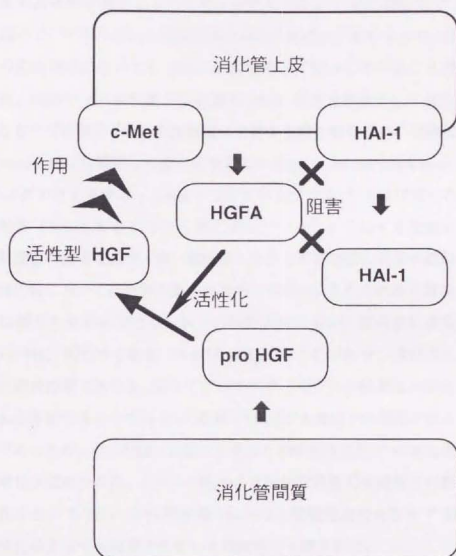 消化管上皮
c-Met
HAI-1
作用
HGFA
阻害
活性型 HGF
HAI-1
活性化
pro HGF
消化管間質